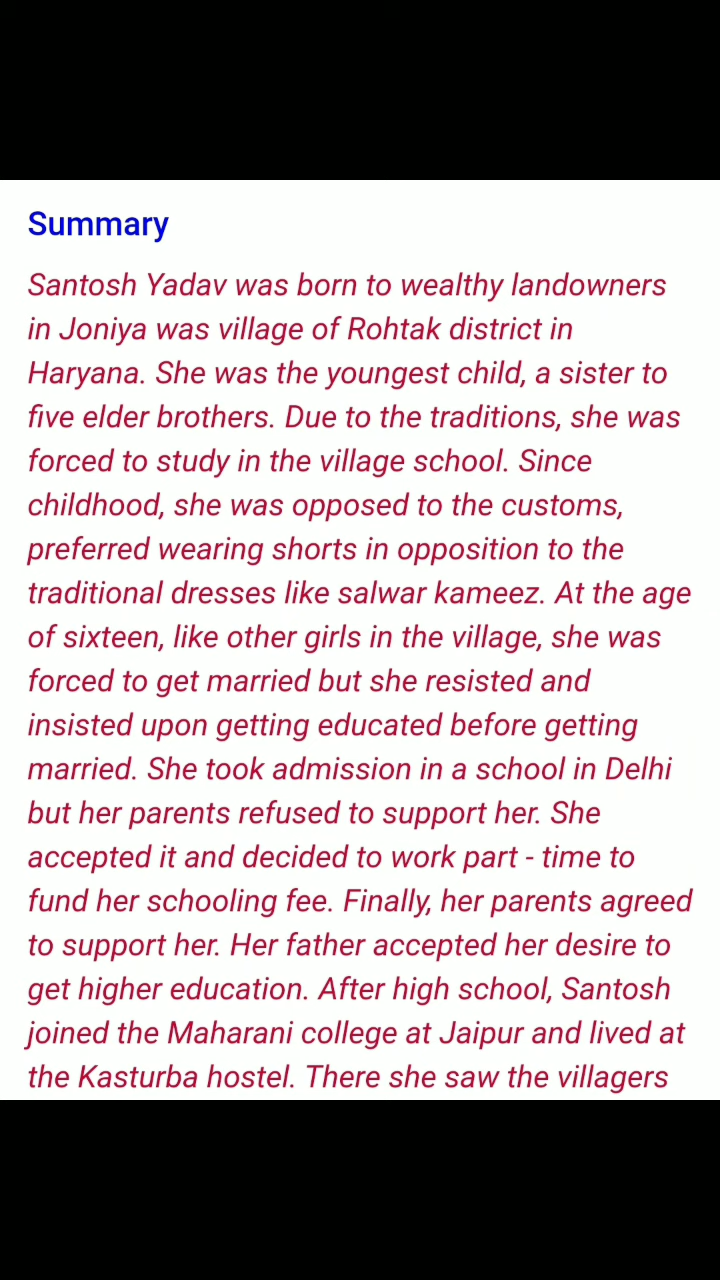 Summary
Santosh Yadav was born to wealthy landowners
in Joniya was village of Rohtak district in
Haryana. She was the youngest child, a sister to
five elder brothers. Due to the traditions, she was
forced to study in the village school. Since
childhood, she was opposed to the customs,
preferred wearing shorts in opposition to the
traditional dresses like salwar kameez. At the age
of sixteen, like other girls in the village, she was
forced to get married but she resisted and
insisted upon getting educated before getting
married. She took admission in a school in Delhi
but her parents refused to support her. She
accepted it and decided to work part - time to
fund her schooling fee. Finally, her parents agreed
to support her. Her father accepted her desire to
get higher education. After high school, Santosh
joined the Maharani college at Jaipur and lived at
the Kasturba hostel. There she saw the villagers